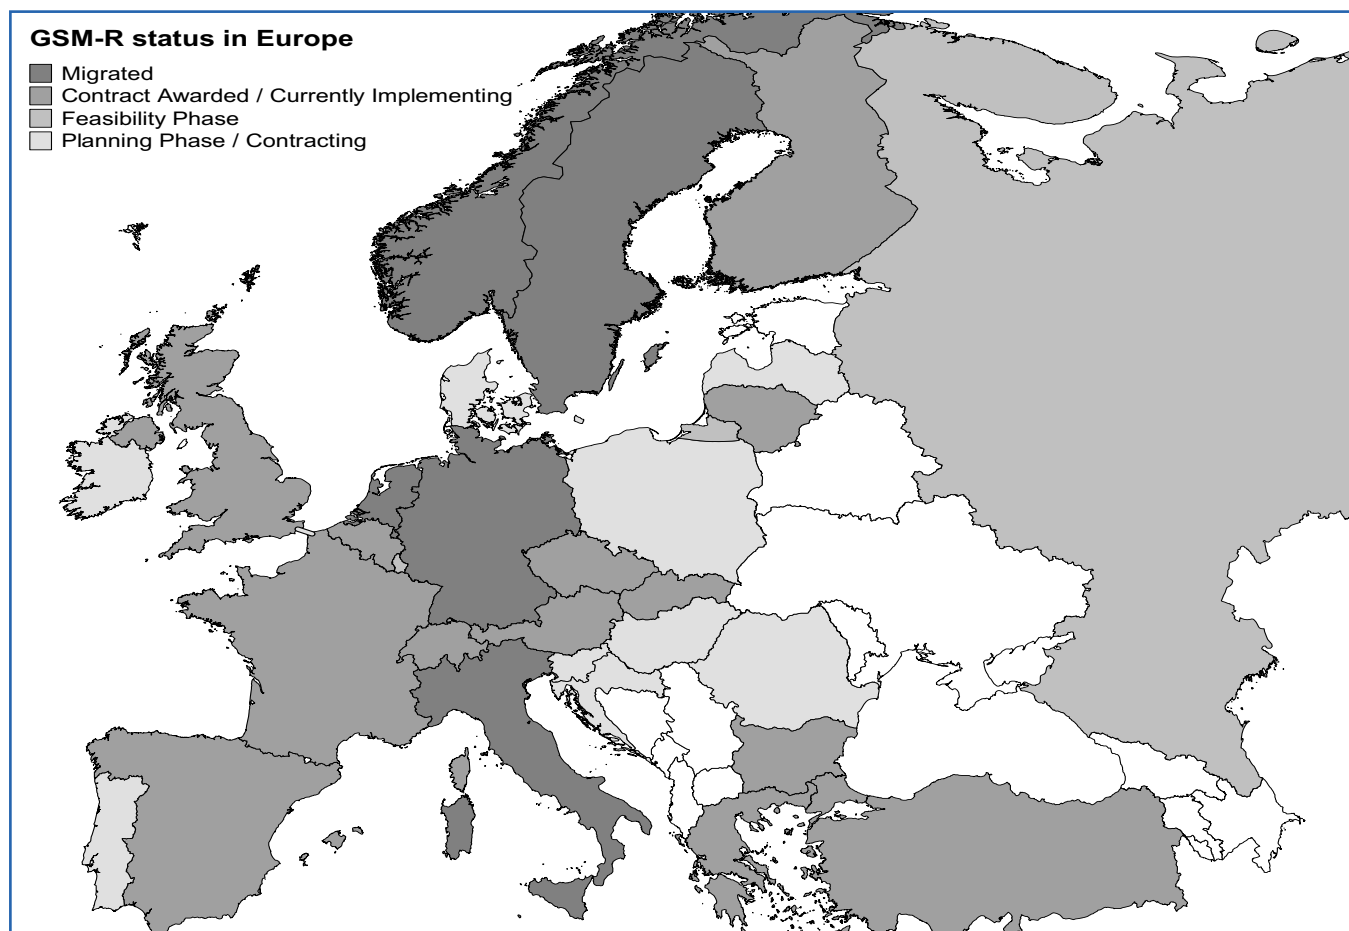 GSM-R status in Europe
Migrated
Contract Awarded / Currently Implementing
Feasibility Phase
Planning Phase / Contracting